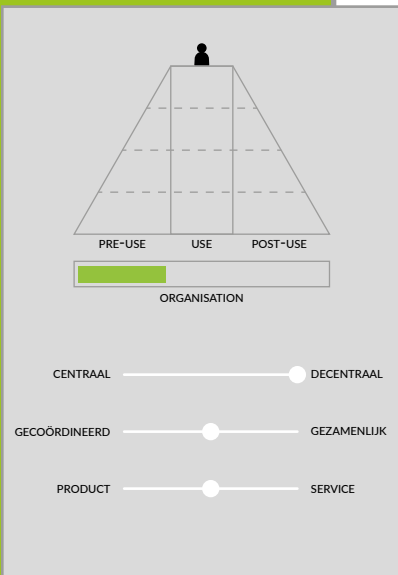 PRE-USE USE POST-USE
ORGANISATION
CENTRAAL DECENTRAAL
GECOÖRDINEERD GEZAMENLIJK
PRODUCT SERVICE